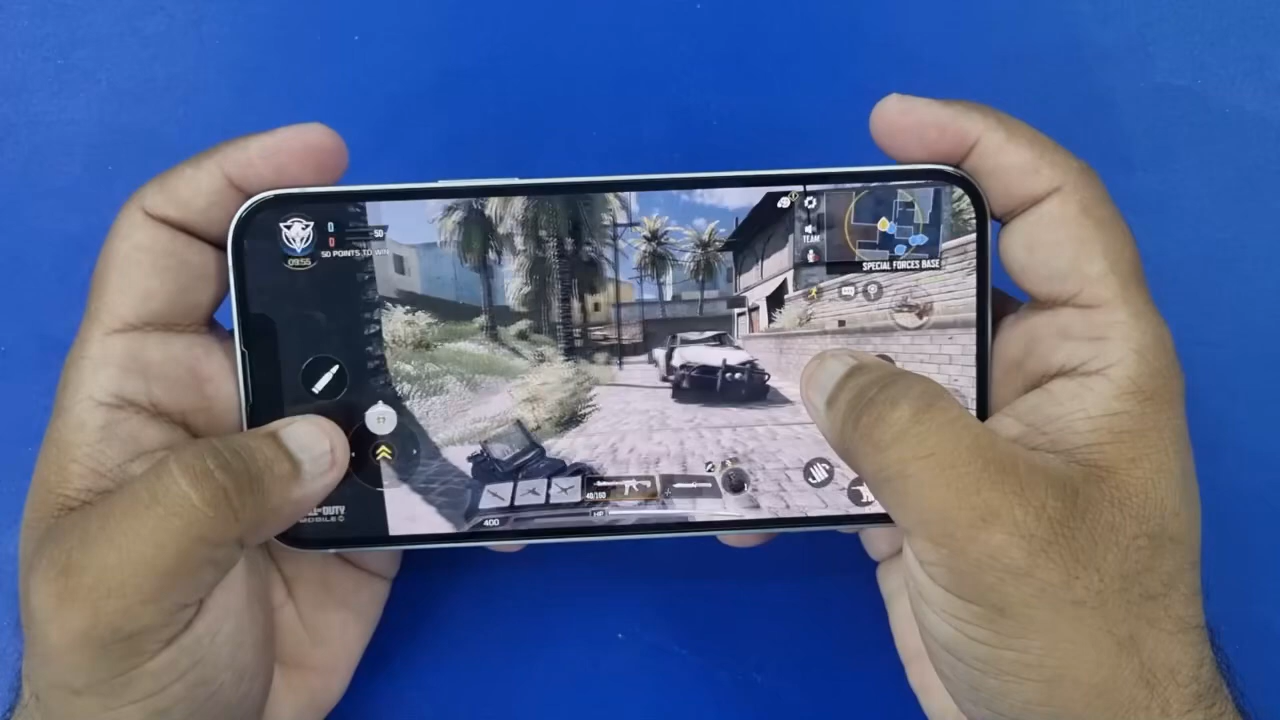 0
50
0
50 POINTS TO WIN
09:55
TEAM
SPECIAL FORCES BASE
40/160
HP
400
DUTY
MOBILE